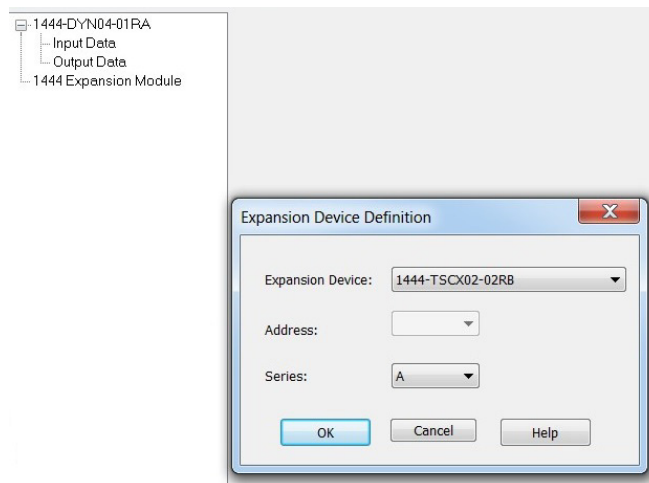 1444-DYN04-01RA
Input Data
Output Data
1444 Expansion Module
Expansion Device Definition
Expansion Device: 1444-TSCX02-02RB
Address:
Series: A
OK Cancel Help